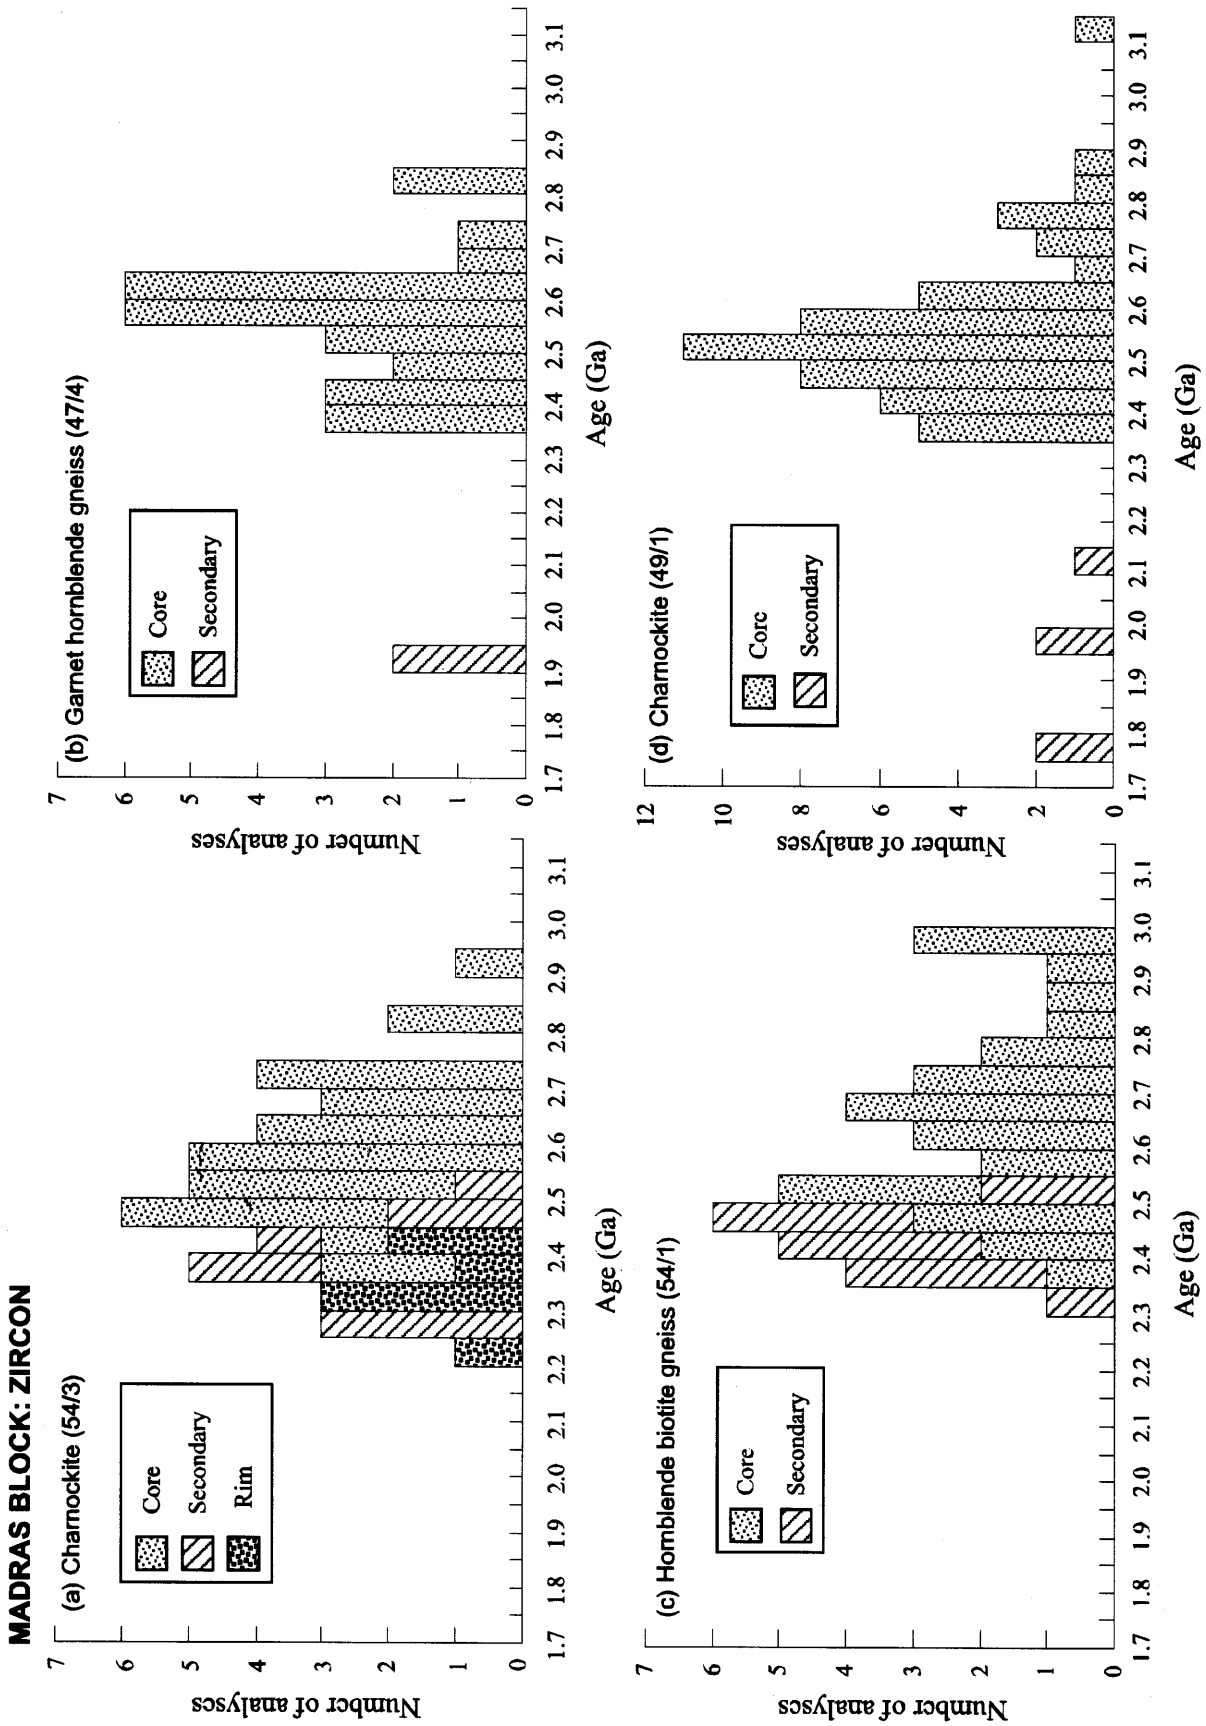 MADRAS BLOCK: ZIRCON
(a) Charnockite (54/3)
Core
Secondary
Rim
Number of analyses
7
6
5
4
3
2
1
0
1.7 1.8 1.9 2.0 2.1 2.2 2.3 2.4 2.5 2.6 2.7 2.8 2.9 3.0 3.1
Age (Ga)
(b) Garnet hornblende gneiss (47/4)
Core
Secondary
Number of analyses
7
6
5
4
3
2
1
0
1.7 1.8 1.9 2.0 2.1 2.2 2.3 2.4 2.5 2.6 2.7 2.8 2.9 3.0 3.1
Age (Ga)
(c) Hornblende biotite gneiss (54/1)
Core
Secondary
Number of analyses
7
6
5
4
3
2
1
0
1.7 1.8 1.9 2.0 2.1 2.2 2.3 2.4 2.5 2.6 2.7 2.8 2.9 3.0 3.1
Age (Ga)
(d) Charnockite (49/1)
Core
Secondary
Number of analyses
12
10
8
6
4
2
0
1.7 1.8 1.9 2.0 2.1 2.2 2.3 2.4 2.5 2.6 2.7 2.8 2.9 3.0 3.1
Age (Ga)